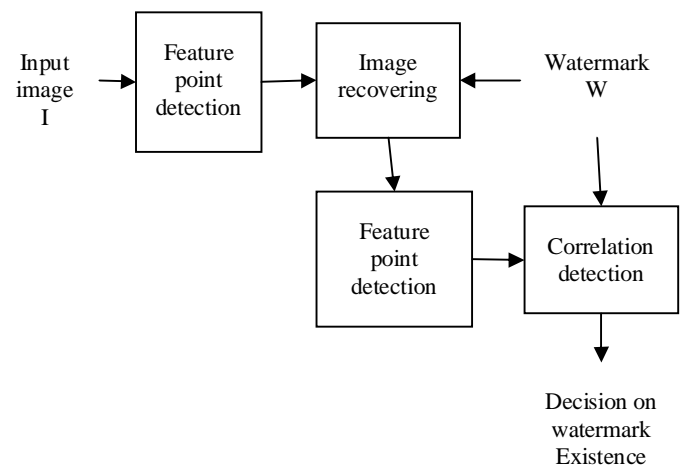 Input
image
I
Feature
point
detection
Image
recovering
Watermark
W
Feature
point
detection
Correlation
detection
Decision on
watermark
Existence